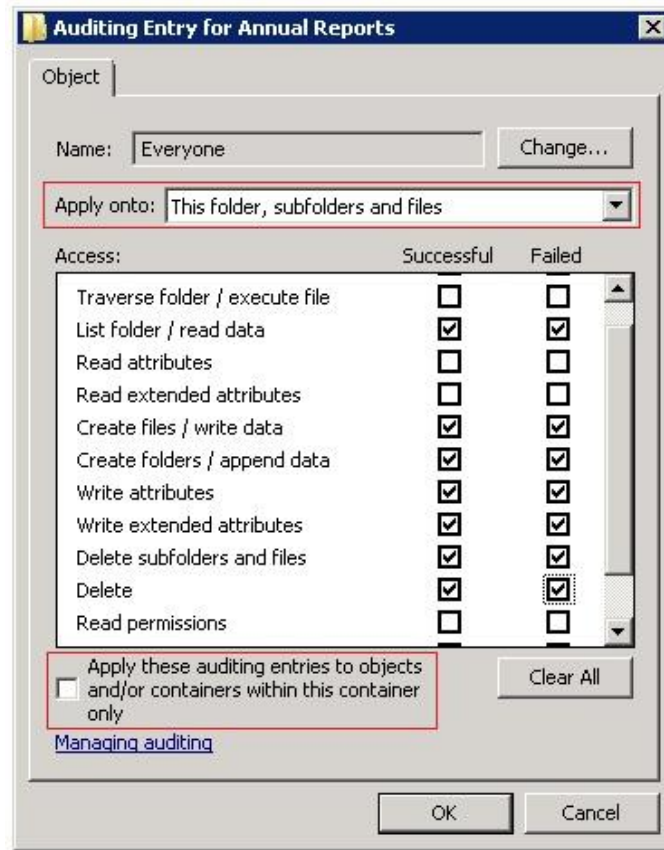 Auditing Entry for Annual Reports
Object
Name: Everyone Change...
Apply onto: This folder, subfolders and files
Access: Successful Failed
Traverse folder / execute file
List folder / read data
Read attributes
Read extended attributes
Create files / write data
Create folders / append data
Write attributes
Write extended attributes
Delete subfolders and files
Delete
Read permissions
Apply these auditing entries to objects
and/or containers within this container
only
Clear All
Managing auditing
OK Cancel